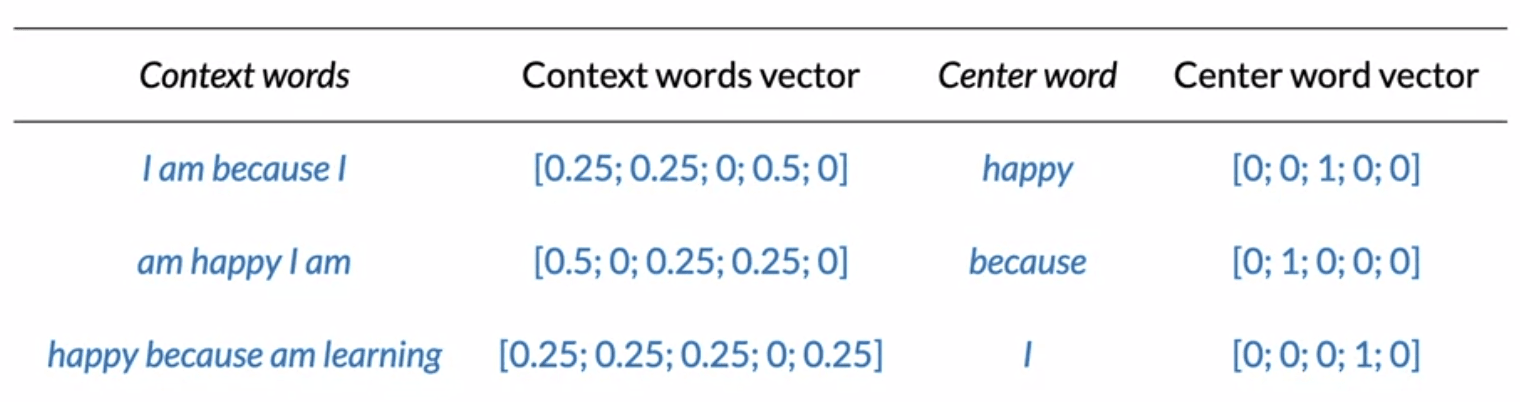 Context words Context words vector Center word Center word vector
I am because I [0.25; 0.25; 0; 0.5; 0] happy [0; 0; 1; 0; 0]
am happy I am [0.5; 0; 0.25; 0.25; 0] because [0; 1; 0; 0; 0]
happy because am learning [0.25; 0.25; 0.25; 0; 0.25] I [0; 0; 0; 1; 0]